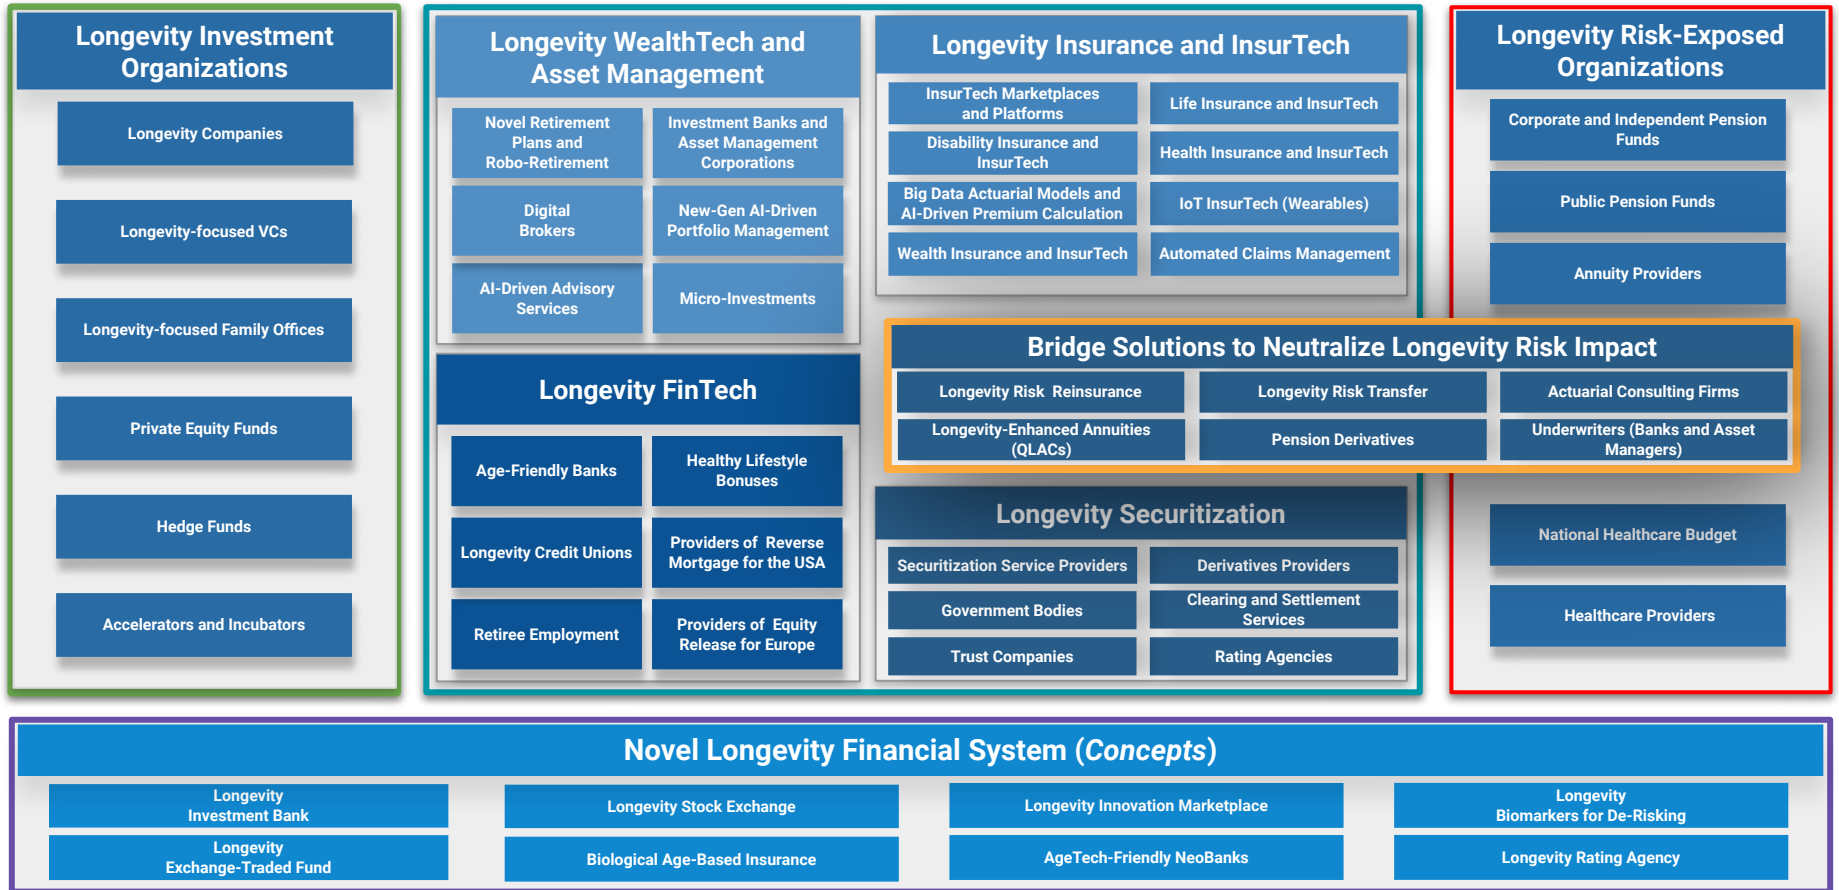 Longevity Investment
Organizations
Longevity Companies
Longevity-focused VCs
Longevity-focused Family Offices
Private Equity Funds
Hedge Funds
Accelerators and Incubators
Longevity WealthTech and
Asset Management
Novel Retirement
Plans and
Robo-Retirement
Investment Banks and
Asset Management
Corporations
Digital
Brokers
New-Gen AI-Driven
Portfolio Management
AI-Driven Advisory
Services
Micro-Investments
Longevity FinTech
Age-Friendly Banks
Healthy Lifestyle
Bonuses
Longevity Credit Unions
Providers of Reverse
Mortgage for the USA
Retiree Employment
Providers of Equity
Release for Europe
Longevity Insurance and InsurTech
InsurTech Marketplaces
and Platforms
Life Insurance and InsurTech
Disability Insurance and
InsurTech
Health Insurance and InsurTech
Big Data Actuarial Models and
AI-Driven Premium Calculation
IoT InsurTech (Wearables)
Wealth Insurance and InsurTech
Automated Claims Management
Bridge Solutions to Neutralize Longevity Risk Impact
Longevity Risk Reinsurance
Longevity Risk Transfer
Actuarial Consulting Firms
Longevity-Enhanced Annuities
(QLACs)
Pension Derivatives
Underwriters (Banks and Asset
Managers)
Longevity Securitization
Securitization Service Providers
Derivatives Providers
Government Bodies
Clearing and Settlement
Services
Trust Companies
Rating Agencies
Longevity Risk-Exposed
Organizations
Corporate and Independent Pension
Funds
Public Pension Funds
Annuity Providers
National Healthcare Budget
Healthcare Providers
Novel Longevity Financial System (Concepts)
Longevity
Investment Bank
Longevity Stock Exchange
Longevity Innovation Marketplace
Longevity
Biomarkers for De-Risking
Longevity
Exchange-Traded Fund
Biological Age-Based Insurance
AgeTech-Friendly NeoBanks
Longevity Rating Agency